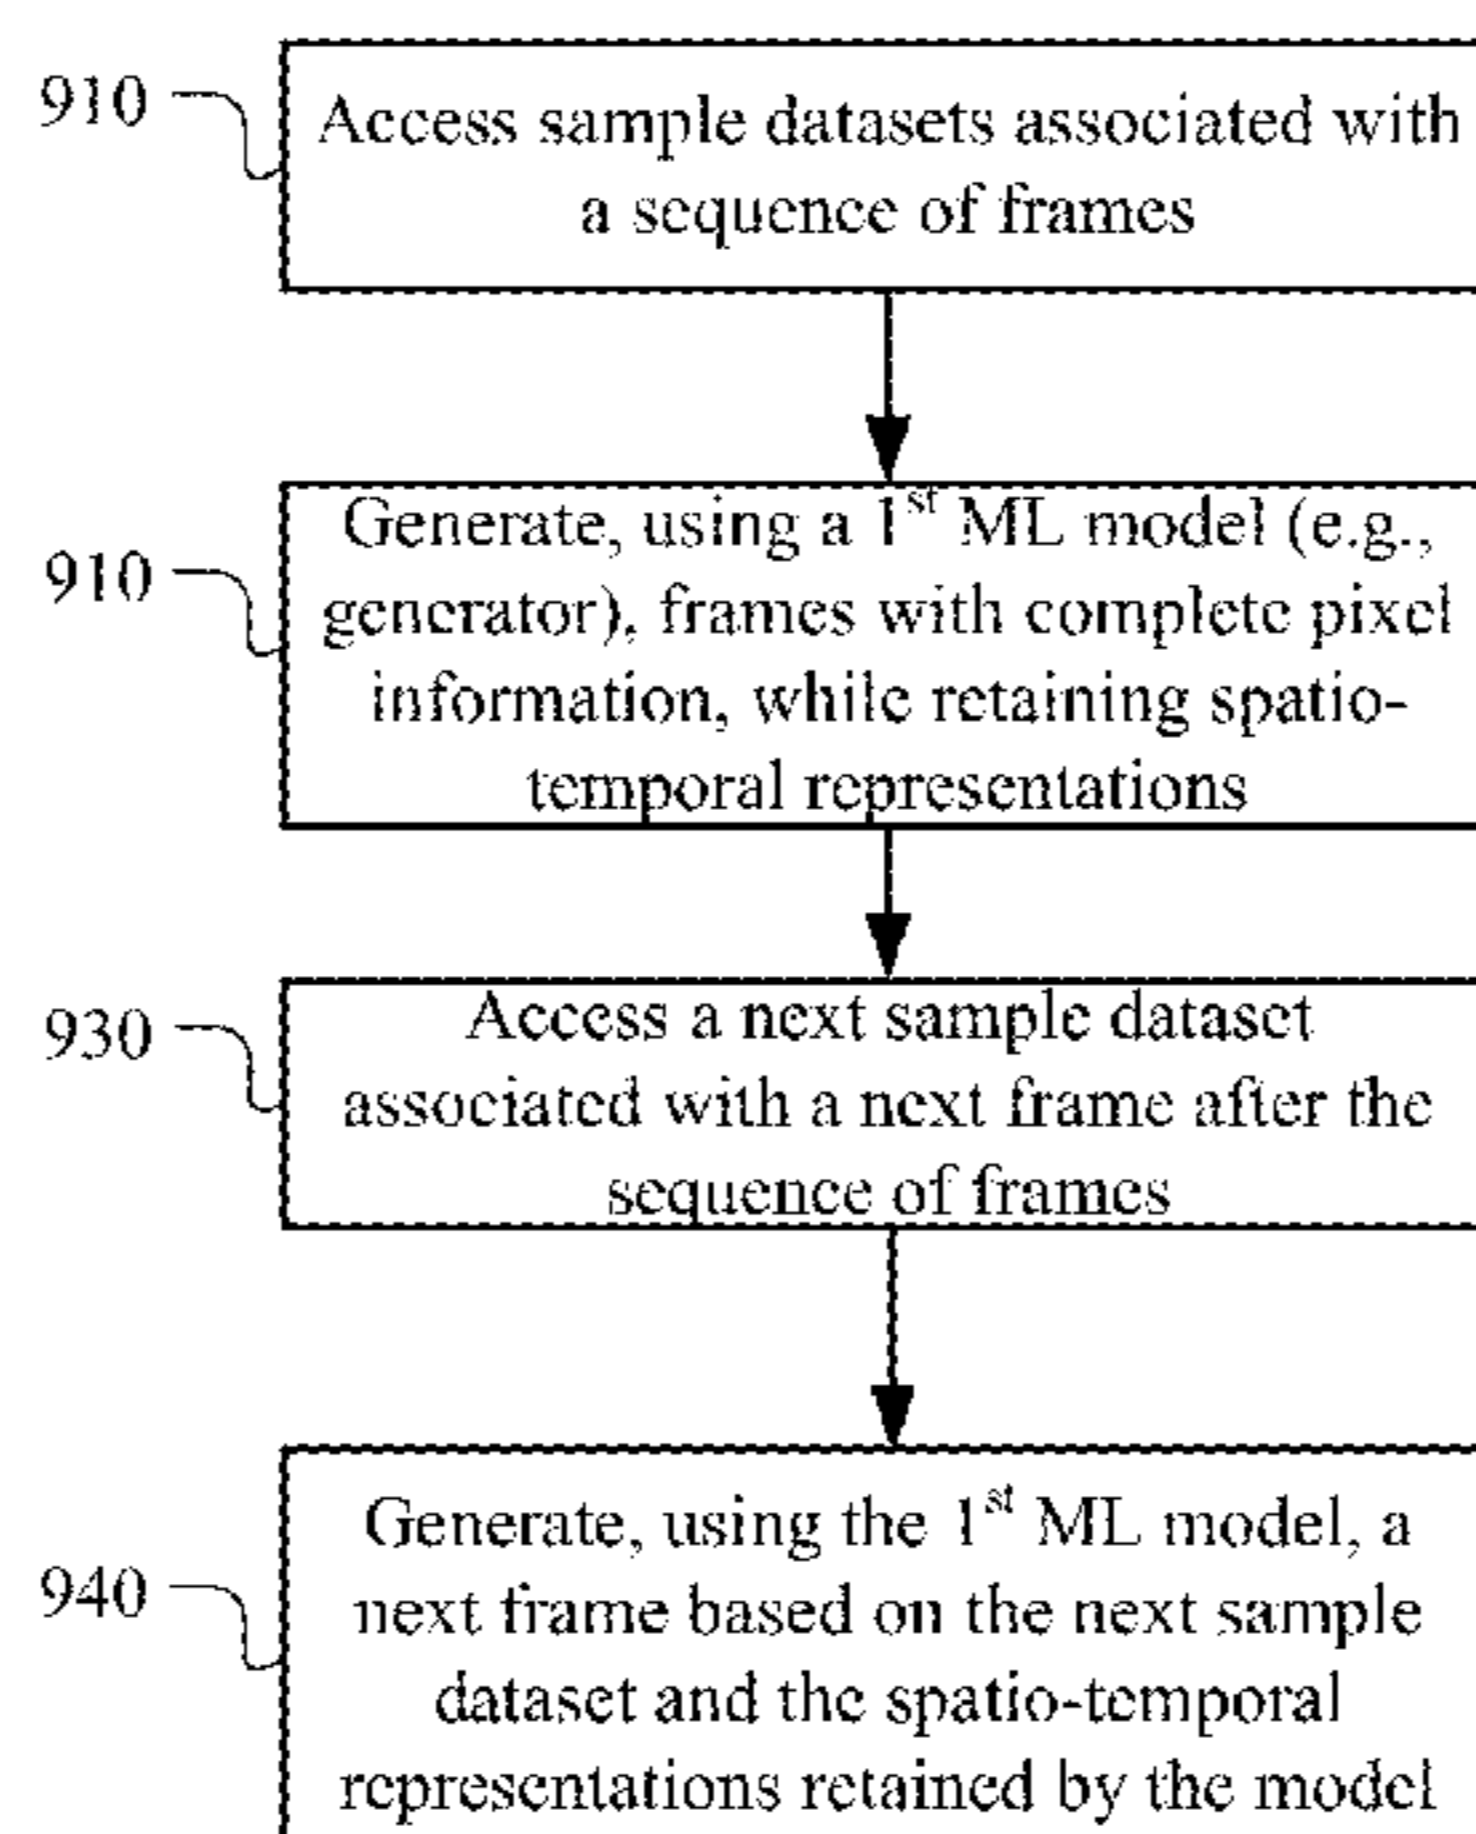 910
Access sample datasets associated with
a sequence of frames
910
Generate, using a 1st ML model (e.g.,
generator), frames with complete pixel
information, while retaining spatio-
temporal representations
930
Access a next sample dataset
associated with a next frame after the
sequence of frames
940
Generate, using the 1st ML model, a
next frame based on the next sample
dataset and the spatio-temporal
representations retained by the model